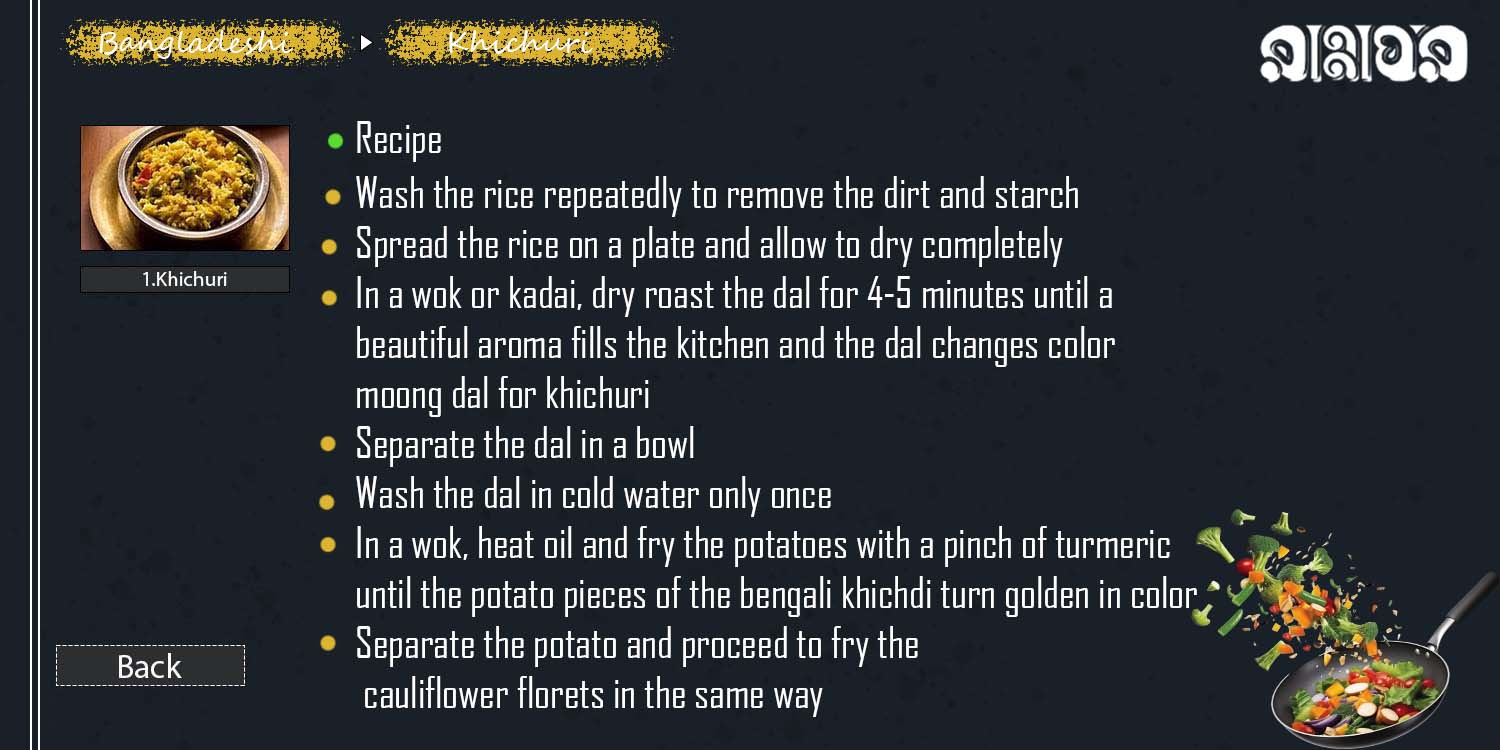 Bangladeshi
Khichuri
রান্নাঘর
Recipe
Wash the rice repeatedly to remove the dirt and starch
Spread the rice on a plate and allow to dry completely
1.Khichuri
In a wok or kadai, dry roast the dal for 4-5 minutes until a
beautiful aroma fills the kitchen and the dal changes color
moong dal for khichuri
Separate the dal in a bowl
Wash the dal in cold water only once
In a wok, heat oil and fry the potatoes with a pinch of turmeric
until the potato pieces of the bengali khichdi turn golden in color
Separate the potato and proceed to fry the
cauliflower florets in the same way
Back